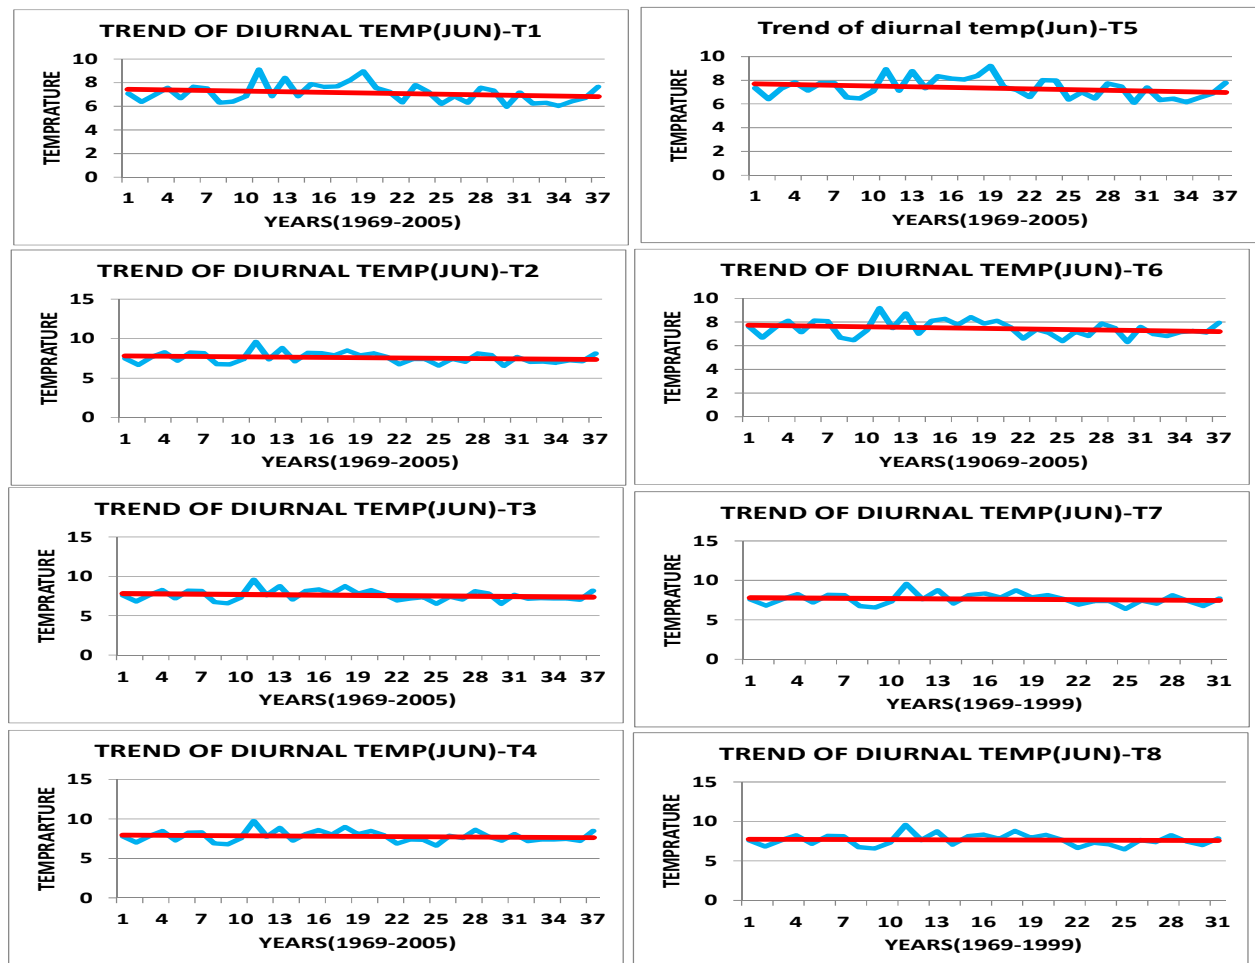 TREND OF DIURNAL TEMP(JUN)-T1
TEMPRATURE
10
8
6
4
2
0
1 4 7 10 13 16 19 22 25 28 31 34 37
YEARS(1969-2005)
Trend of diurnal temp(Jun)-T5
TEMPRATURE
10
8
6
4
2
0
1 4 7 10 13 16 19 22 25 28 31 34 37
YEARS(1969-2005)
TREND OF DIURNAL TEMP(JUN)-T2
TEMPRATURE
15
10
5
0
1 4 7 10 13 16 19 22 25 28 31 34 37
YEARS(1969-2005)
TREND OF DIURNAL TEMP(JUN)-T6
TEMPRATURE
10
8
6
4
2
0
1 4 7 10 13 16 19 22 25 28 31 34 37
YEARS(19069-2005)
TREND OF DIURNAL TEMP(JUN)-T3
TEMPRATURE
15
10
5
0
1 4 7 10 13 16 19 22 25 28 31 34 37
YEARS(1969-2005)
TREND OF DIURNAL TEMP(JUN)-T7
TEMPRATURE
15
10
5
0
1 4 7 10 13 16 19 22 25 28 31
YEARS(1969-1999)
TREND OF DIURNAL TEMP(JUN)-T4
TEMPRARTURE
15
10
5
0
1 4 7 10 13 16 19 22 25 28 31 34 37
YEARS(1969-2005)
TREND OF DIURNAL TEMP(JUN)-T8
TEMPRATURE
15
10
5
0
1 4 7 10 13 16 19 22 25 28 31
YEARS(1969-1999)